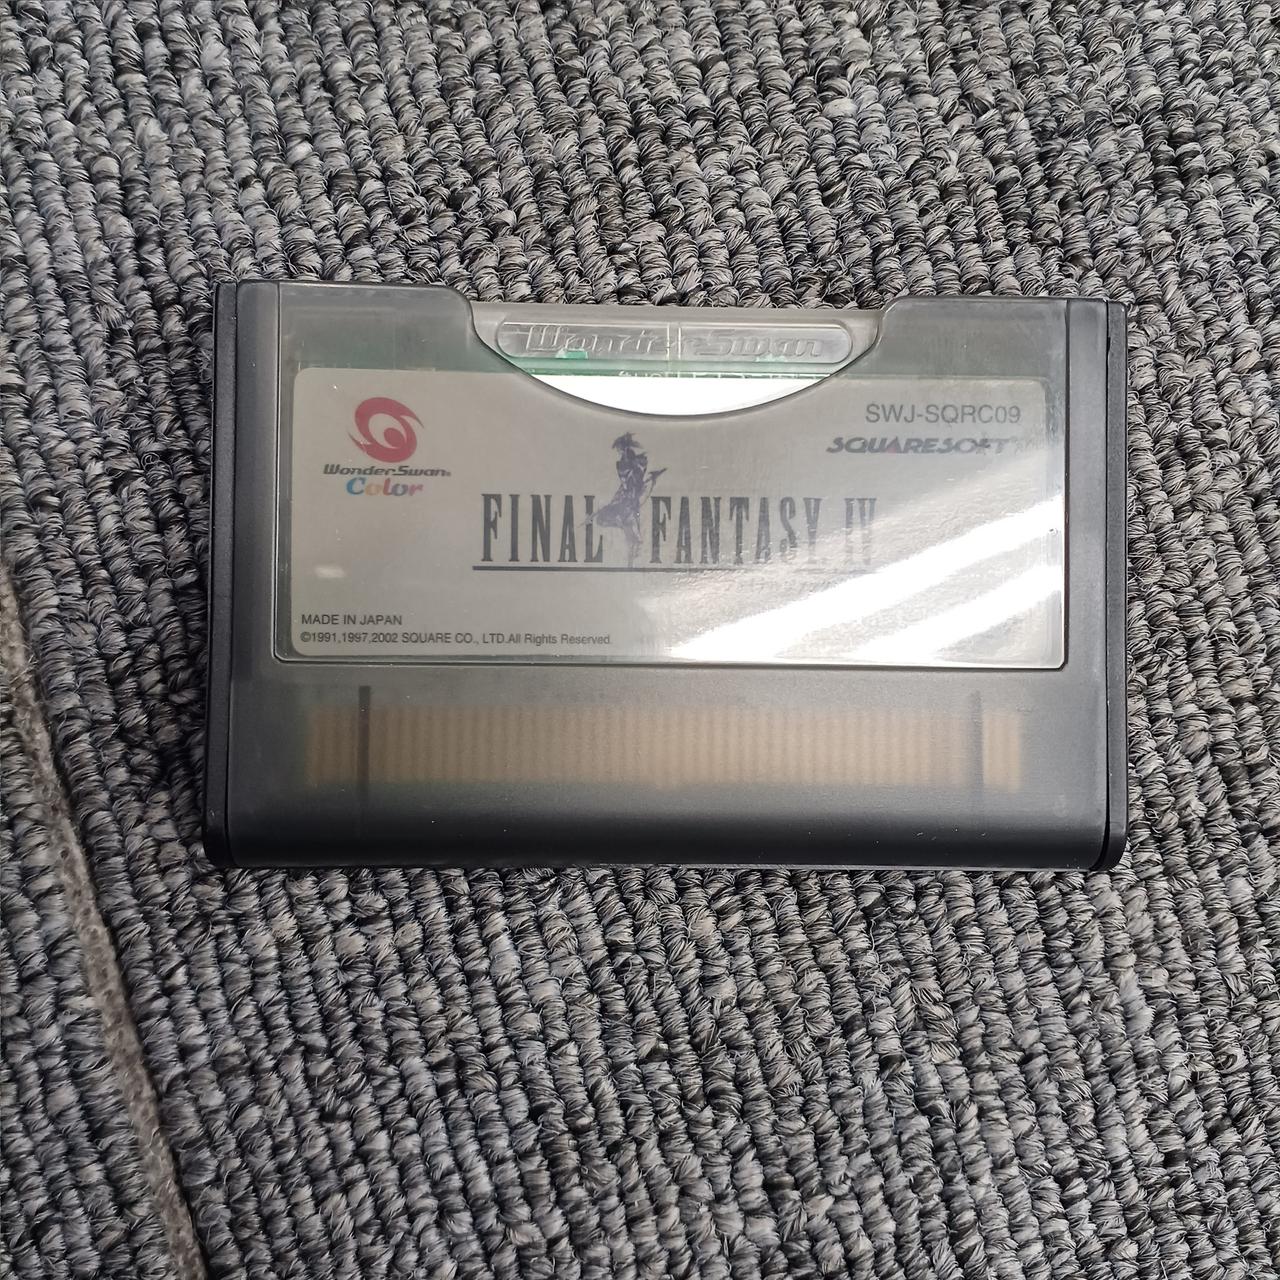 WonderSwan
SWJ-SQRC09
SQUARESOFT
WonderSwan
Color
FINAL FANTASY IV
MADE IN JAPAN
©1991,1997,2002 SQUARE CO., LTD.All Rights Reserved.